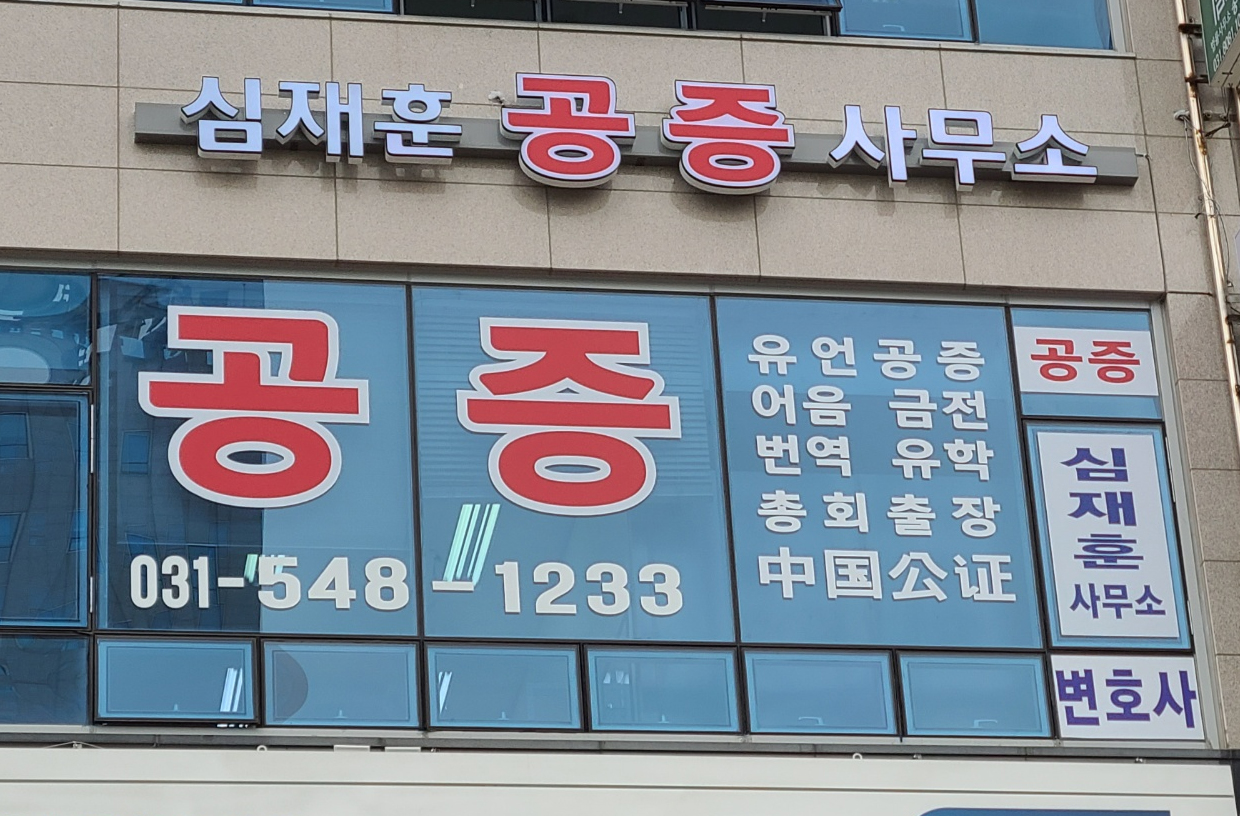 심재훈 공증 사무소
공증
031-548-1233
유언공증
어음 금전
번역 유학
총회출장
中国公证
공증
심재훈
사무소
변호사